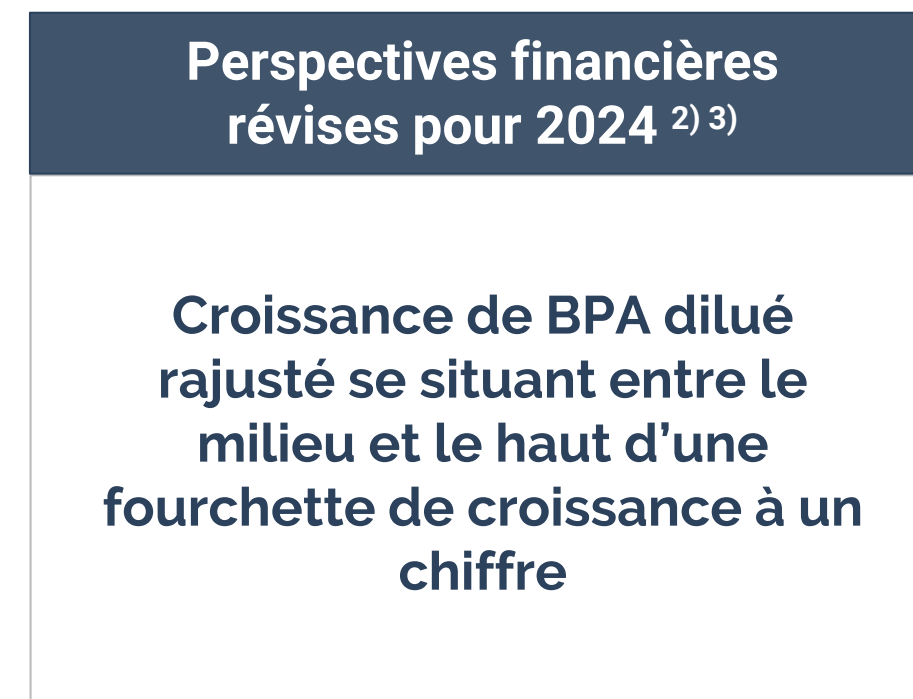 Perspectives financières
révises pour 2024 2) 3)
Croissance de BPA dilué
rajusté se situant entre le
milieu et le haut d’une
fourchette de croissance à un
chiffre